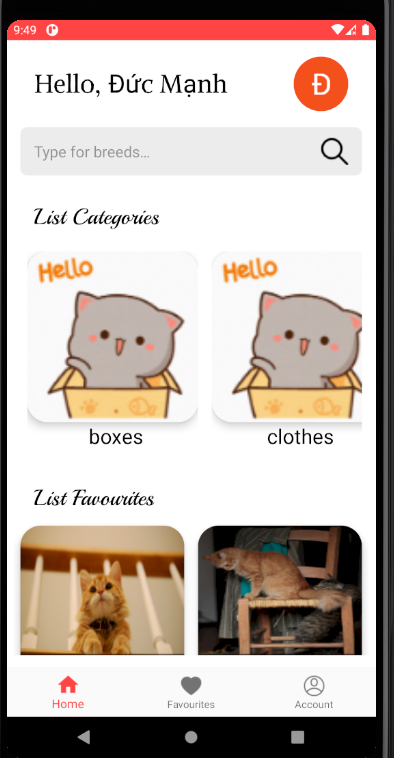 9:49
Hello, Đức Mạnh
Đ
Type for breeds...
List Categories
Hello
Hello
boxes
clothes
List Favourites
Home
Favourites
Account